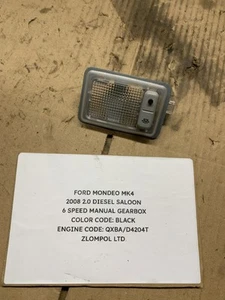 FORD MONDEO MK4
2008 2.0 DIESEL SALOON
6 SPEED MANUAL GEARBOX
COLOR CODE: BLACK
ENGINE CODE: QXBA/D4204T
ZLOMPOL LTD.